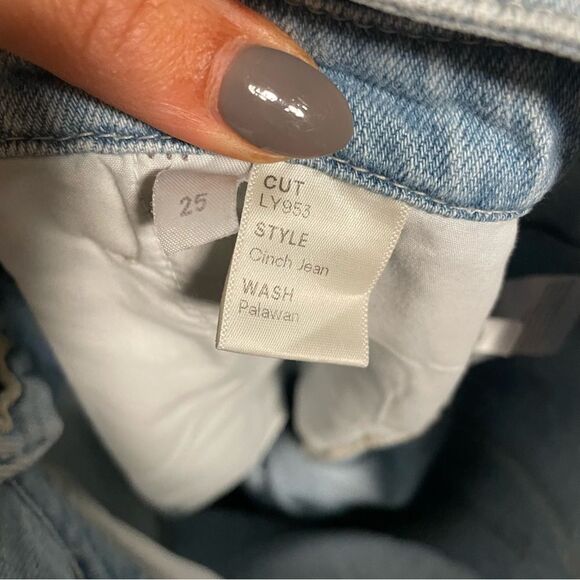 25
CUT
LY953
STYLE
Cinch Jean
WASH
Palawan